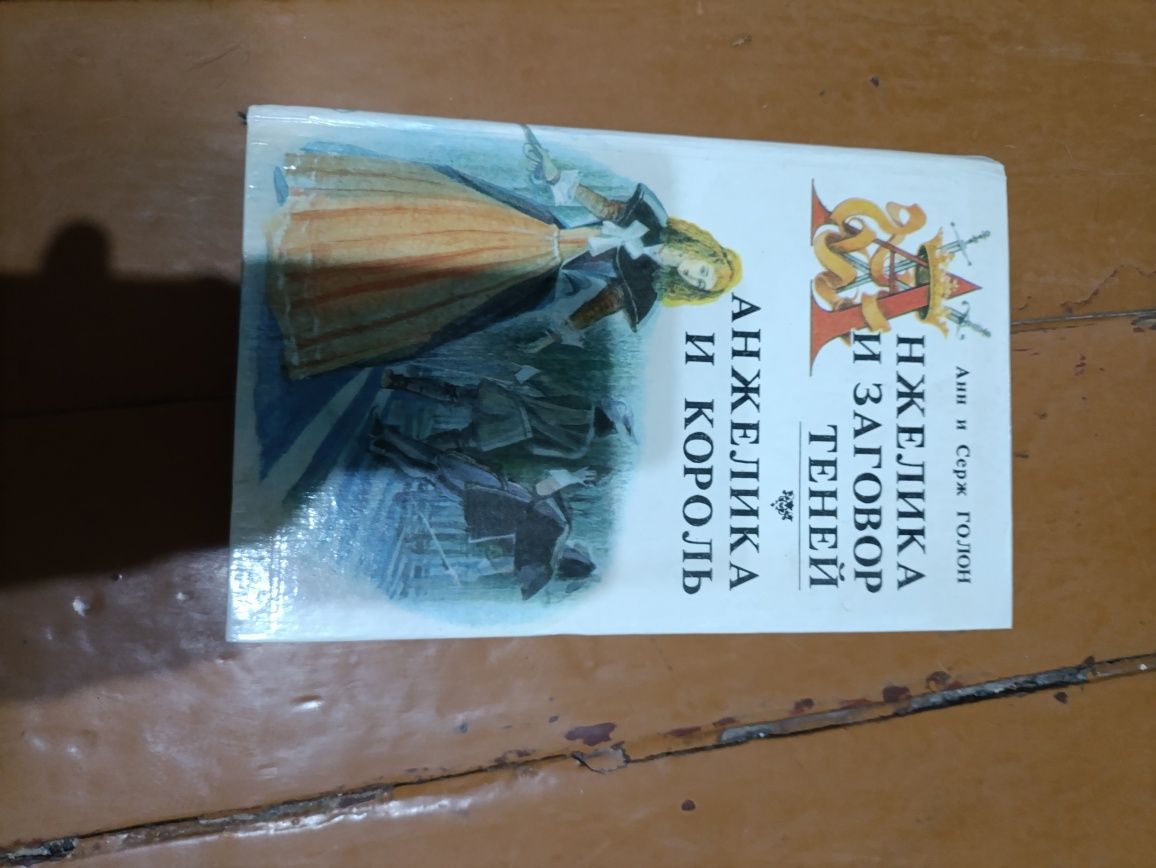 Анн и Серж ГОЛОН
АНЖЕЛИКА
И ЗАГОВОР
ТЕНЕЙ
АНЖЕЛИКА
И КОРОЛЬ